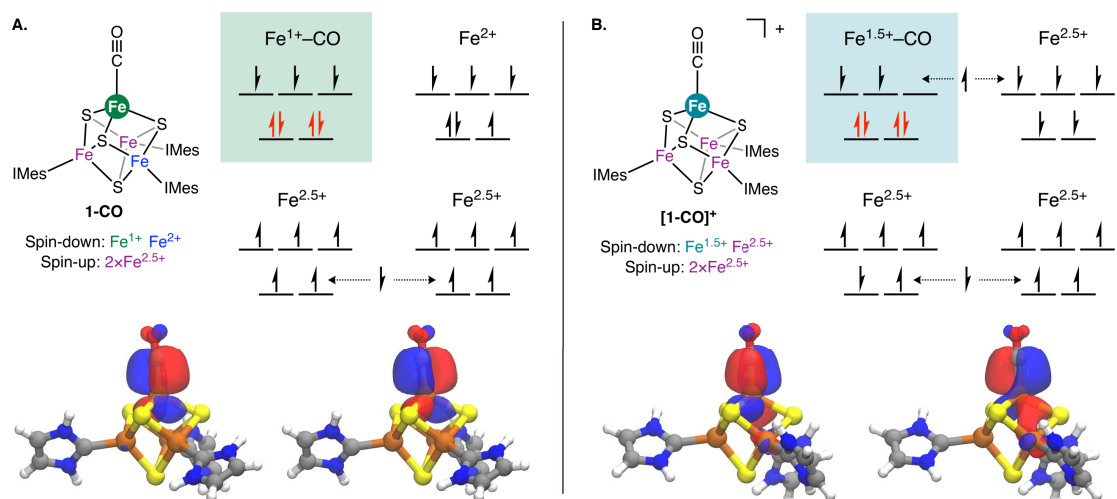 A.
O
C
Fe
S
S
S
Fe
Fe
Fe
S
IMes
IMes
IMes
1-CO
Spin-down: Fe¹⁺ Fe²⁺
Spin-up: 2×Fe²·⁵⁺
Fe¹⁺–CO
Fe²⁺
Fe²·⁵⁺
Fe²·⁵⁺
B.
+
O
C
Fe
S
S
S
Fe
Fe
Fe
S
IMes
IMes
IMes
[1-CO]⁺
Spin-down: Fe¹·⁵⁺ Fe²·⁵⁺
Spin-up: 2×Fe²·⁵⁺
Fe¹·⁵⁺–CO
Fe²·⁵⁺
Fe²·⁵⁺
Fe²·⁵⁺